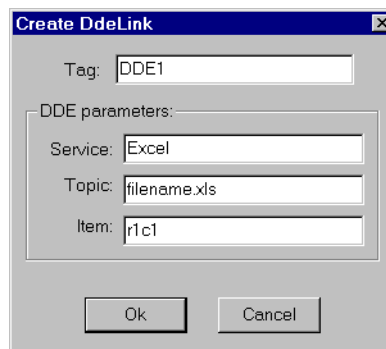 Create DdeLink
Tag: DDE1
DDE parameters:
Service: Excel
Topic: filename.xls
Item: r1c1
Ok Cancel